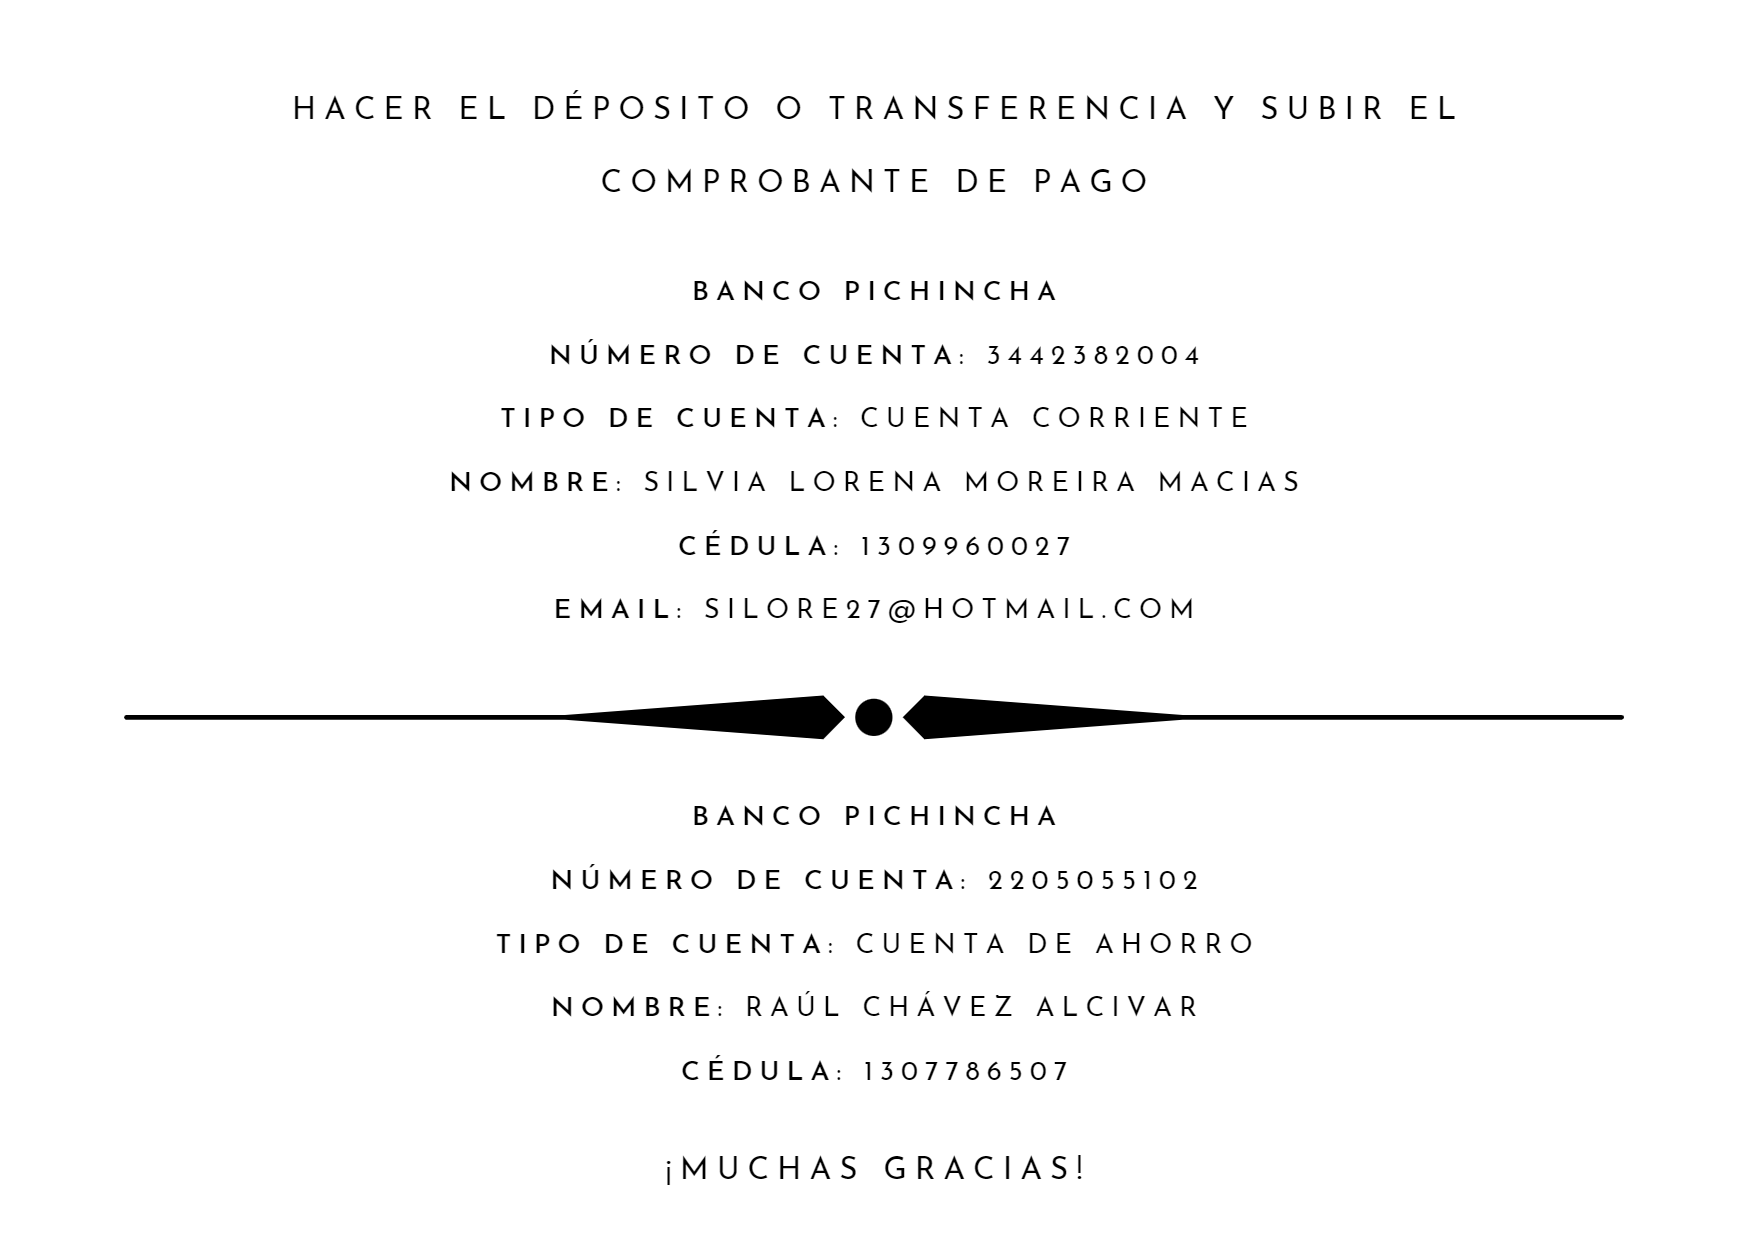 HACER EL DÉPOSITO O TRANSFERENCIA Y SUBIR EL
COMPROBANTE DE PAGO
BANCO PICHINCHA
NÚMERO DE CUENTA: 3442382004
TIPO DE CUENTA: CUENTA CORRIENTE
NOMBRE: SILVIA LORENA MOREIRA MACIAS
CÉDULA: 1309960027
EMAIL: SILORE27@HOTMAIL.COM
BANCO PICHINCHA
NÚMERO DE CUENTA: 2205055102
TIPO DE CUENTA: CUENTA DE AHORRO
NOMBRE: RAÚL CHÁVEZ ALCIVAR
CÉDULA: 1307786507
¡MUCHAS GRACIAS!